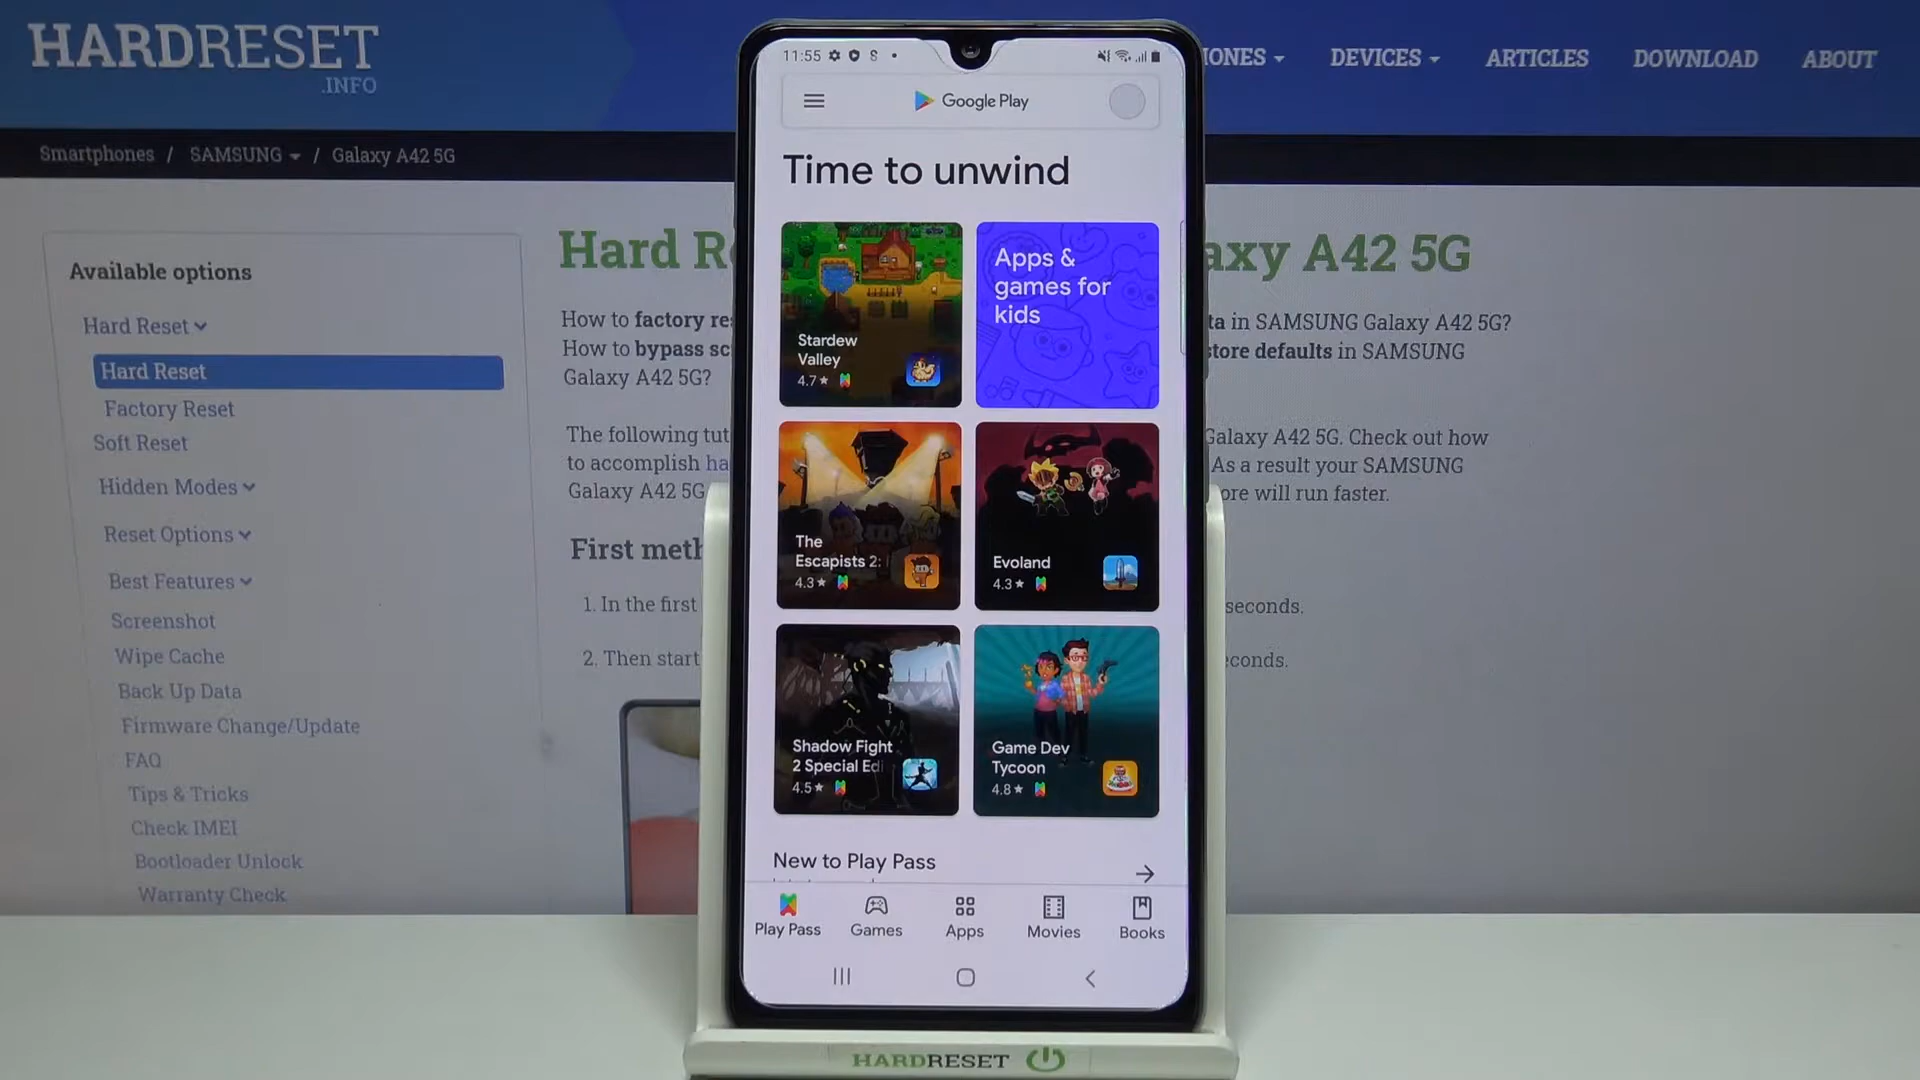 HARDRESET
.INFO
HONES
DEVICES
ARTICLES
DOWNLOAD
ABOUT
Smartphones / SAMSUNG / Galaxy A42 5G
Available options
Hard Reset
Hard Reset
Factory Reset
Soft Reset
Hidden Modes
Reset Options
Best Features
Screenshot
Wipe Cache
Back Up Data
Firmware Change/Update
FAQ
Tips & Tricks
Check IMEI
Bootloader Unlock
Warranty Check
Hard R
axy A42 5G
How to factory re
ta in SAMSUNG Galaxy A42 5G?
How to bypass sc
store defaults in SAMSUNG
Galaxy A42 5G?
The following tut
Galaxy A42 5G. Check out how
to accomplish ha
As a result your SAMSUNG
Galaxy A42 5G
ore will run faster.
First meth
1. In the first
seconds.
2. Then start
econds.
11:55
Google Play
Time to unwind
Stardew
Valley
4.7★
Apps &
games for
kids
The
Escapists 2:
4.3★
Evoland
4.3★
Shadow Fight
2 Special Edi
4.5★
Game Dev
Tycoon
4.8★
New to Play Pass
Play Pass
Games
Apps
Movies
Books
HARDRESET